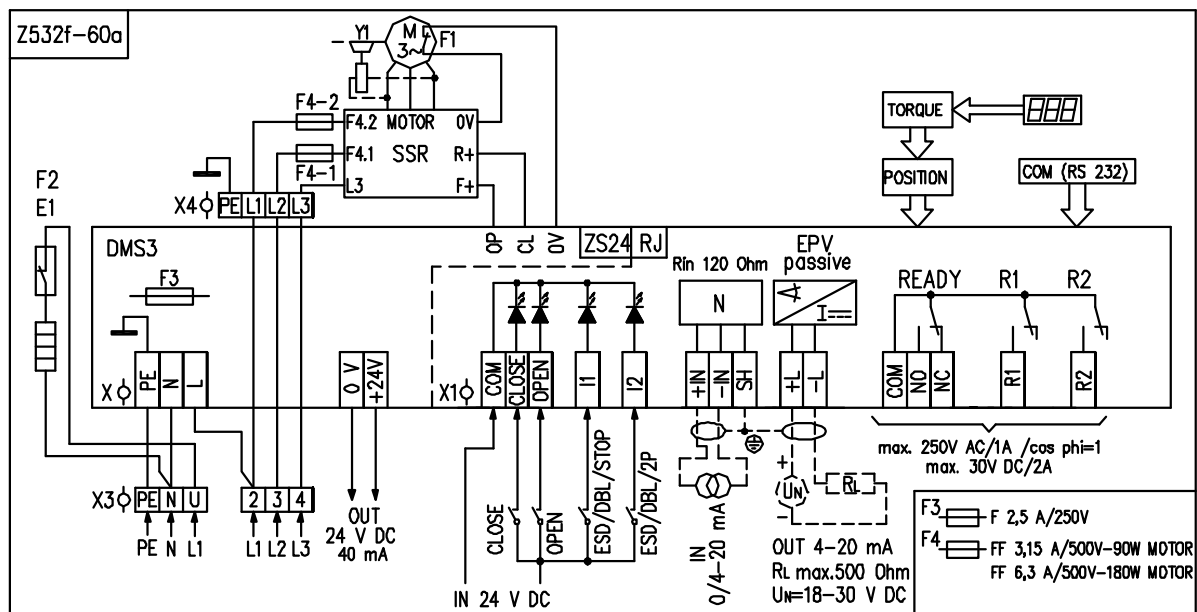 Z532f-60a
Y1
M
3~
F1
F4-2
F4.2 MOTOR 0V
F4.1 SSR R+
F4-1
L3 F+
X4 PE L1 L2 L3
TORQUE
POSITION
COM (RS 232)
F2
E1
DMS3
F3
OP CL 0V
ZS24 RJ
Rin 120 Ohm
N
EPV
passive
I
READY R1 R2
X PE N L
0 V +24V
X1 COM CLOSE OPEN I1 I2
+IN -IN SH
+L -L
COM NO NC R1 R2
max. 250V AC/1A /cos phi=1
max. 30V DC/2A
X3 PE N U 2 3 4
PE N L1 L1 L2 L3
OUT
24 V DC
40 mA
CLOSE OPEN ESD/DBL/STOP ESD/DBL/2P
IN 24 V DC
IN
0/4-20 mA
+
UN
-
RL
OUT 4-20 mA
RL max.500 Ohm
UN=18-30 V DC
F3 F 2,5 A/250V
F4 FF 3,15 A/500V-90W MOTOR
FF 6,3 A/500V-180W MOTOR